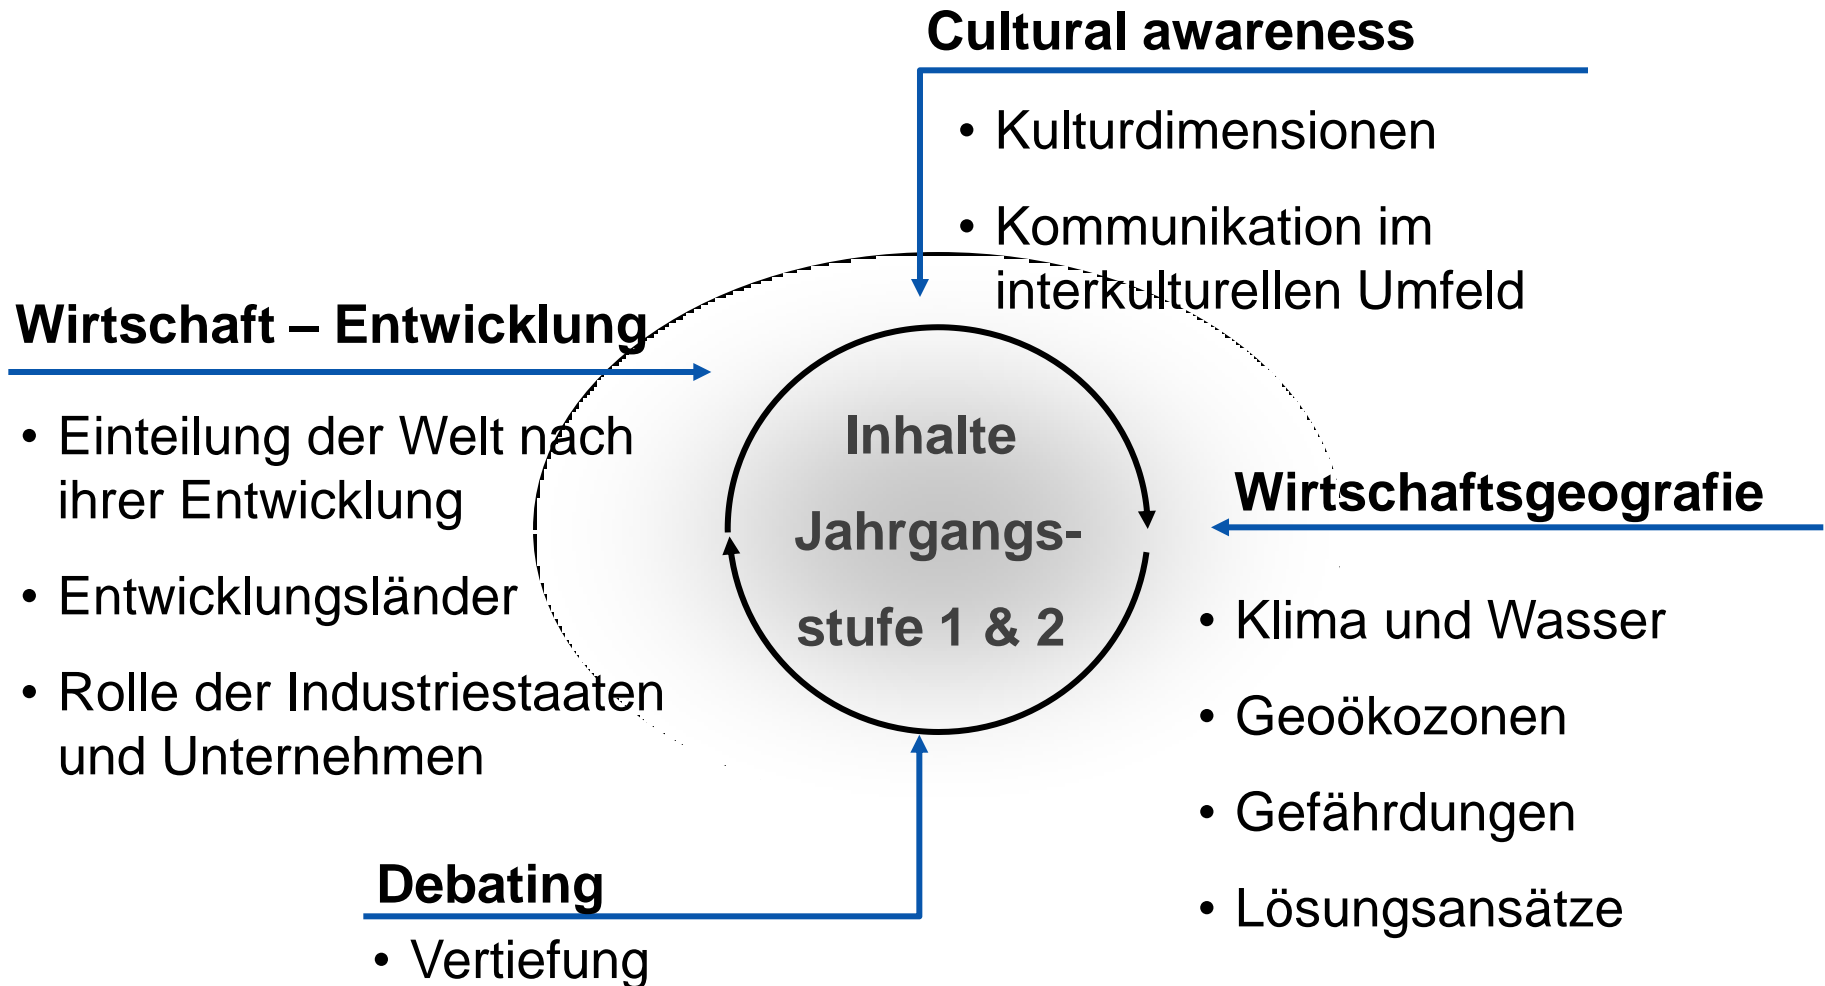 Cultural awareness
• Kulturdimensionen
• Kommunikation im
interkulturellen Umfeld
Wirtschaft – Entwicklung
• Einteilung der Welt nach
ihrer Entwicklung
• Entwicklungsländer
• Rolle der Industriestaaten
und Unternehmen
Inhalte
Jahrgangs-
stufe 1 & 2
Wirtschaftsgeografie
• Klima und Wasser
• Geoökozonen
• Gefährdungen
• Lösungsansätze
Debating
• Vertiefung